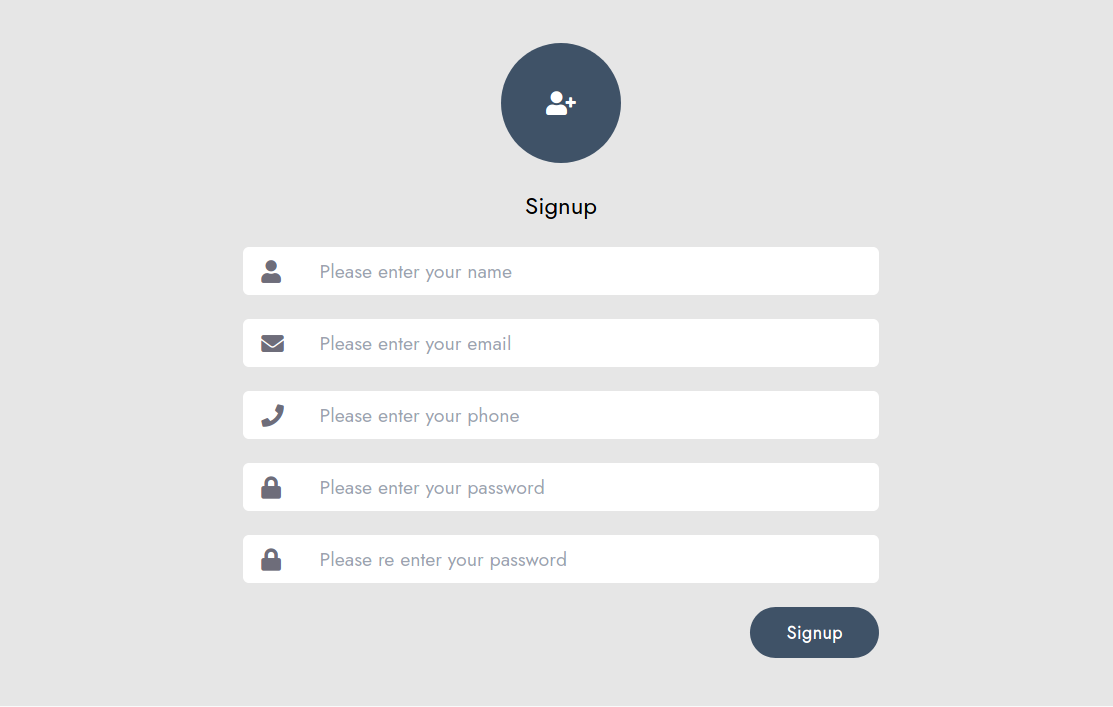 Signup
Please enter your name
Please enter your email
Please enter your phone
Please enter your password
Please re enter your password
Signup